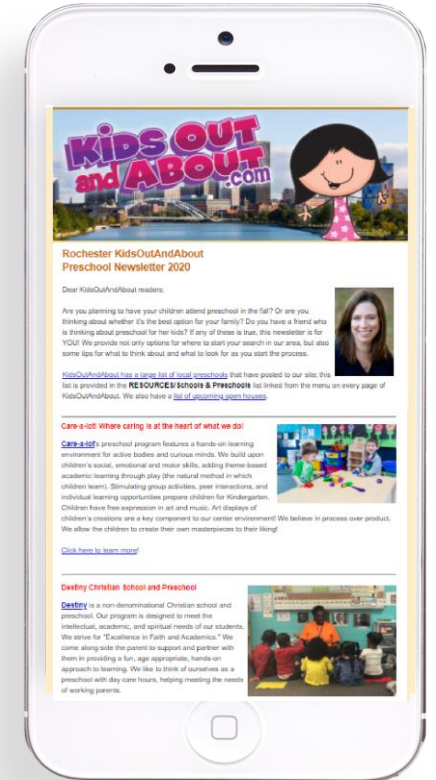 KIDS OUT
and ABOUT
.com
Rochester KidsOutAndAbout
Preschool Newsletter 2020
Dear KidsOutAndAbout readers:
Are you planning to have your children attend preschool in the fall? Or are you
thinking about whether it's the best option for your family? Do you have a friend who
is thinking about preschool for her kids? If any of these is true, this newsletter is for
YOU! We provide not only options for where to start your search in our area, but also
some tips for what to think about and what to look for as you start the process.
KidsOutAndAbout has a large list of local preschools that have posted to our site; this
list is provided in the RESOURCES/Schools & Preschools list linked from the menu on every page of
KidsOutAndAbout. We also have a list of upcoming open houses.
Care-a-lot! Where caring is at the heart of what we do!
Care-a-lot's preschool program features a hands-on learning
environment for active bodies and curious minds. We build upon
children's social, emotional and motor skills, adding theme-based
academic learning through play (the natural method in which
children learn). Stimulating group activities, peer interactions, and
individual learning opportunities prepare children for Kindergarten.
Children have free expression in art and music. Art displays of
children's creations are a key component to our center environment! We believe in process over product.
We allow the children to create their own masterpieces to their liking!
Click here to learn more!
Destiny Christian School and Preschool
Destiny is a non-denominational Christian school and
preschool. Our program is designed to meet the
intellectual, academic, and spiritual needs of our students.
We strive for "Excellence in Faith and Academics." We
come along side the parent to support and partner with
them in providing a fun, age appropriate, hands-on
approach to learning. We like to think of ourselves as a
preschool with day care hours, helping meeting the needs
of working parents.